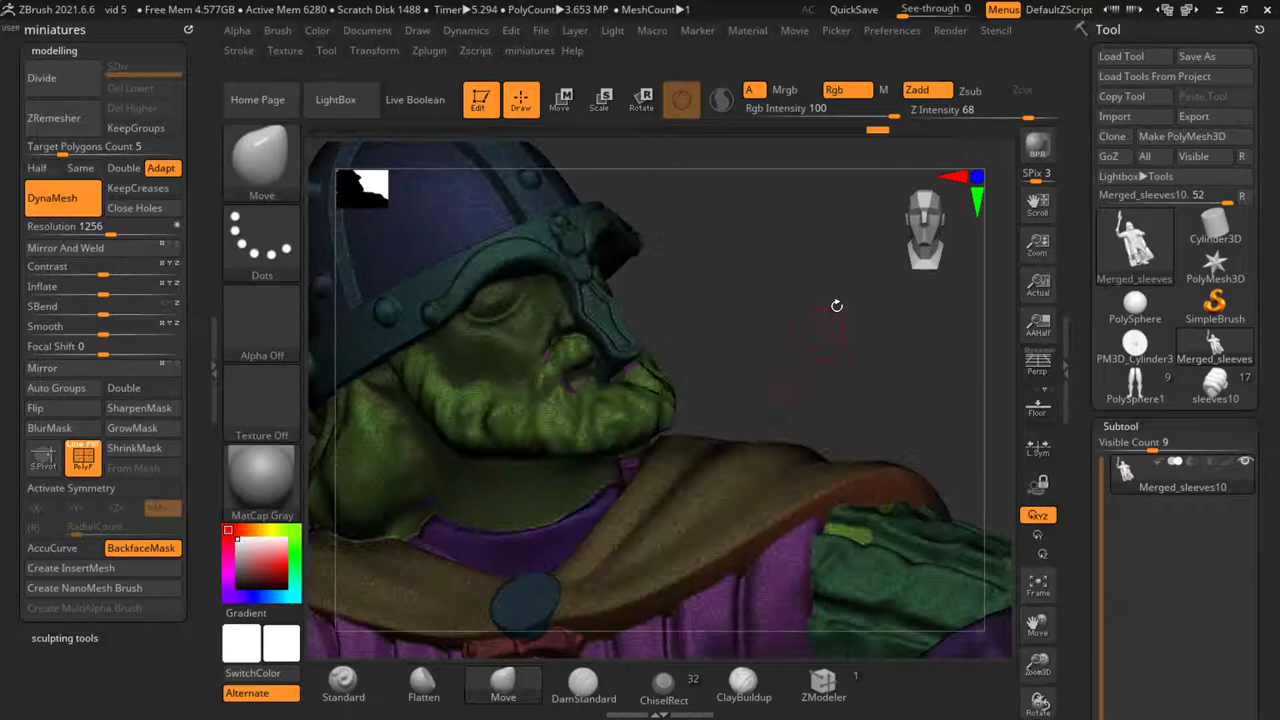 ZBrush 2021.6.6 vid 5 • Free Mem 4.577GB • Active Mem 6280 • Scratch Disk 1488 • Timer▶5.294 • PolyCount▶3.653 MP • MeshCount▶1 AC QuickSave See-through 0 Menus DefaultZScript
USER miniatures Alpha Brush Color Document Draw Dynamics Edit File Layer Light Macro Marker Material Movie Picker Preferences Render Stencil Tool
modelling Stroke Texture Tool Transform Zplugin Zscript miniatures Help
Load Tool Save As
Load Tools From Project
Copy Tool Paste Tool
Import Export
Clone Make PolyMesh3D
GoZ All Visible R
Lightbox▶Tools
Merged_sleeves10. 52 R
Divide SDiv
Del Lower
Del Higher
ZRemesher KeepGroups
Target Polygons Count 5
Half Same Double Adapt
DynaMesh KeepCreases
Close Holes
Resolution 1256
Mirror And Weld
Contrast
Inflate
SBend
Smooth
Focal Shift 0
Mirror
Auto Groups Double
Flip SharpenMask
BlurMask GrowMask
S.Pivot Line Fill PolyF ShrinkMask
From Mesh
Activate Symmetry
>X< >Y< >Z< >M<
(R) RadialCount
AccuCurve BackfaceMask
Create InsertMesh
Create NanoMesh Brush
Create MultiAlpha Brush
sculpting tools
Home Page LightBox Live Boolean Edit Draw Move Scale Rotate A Mrgb Rgb M Zadd Zsub Zcut
Rgb Intensity 100 Z Intensity 68
Move
Dots
Alpha Off
Texture Off
MatCap Gray
Gradient
SwitchColor
Alternate
BPR
SPix 3
Scroll
Zoom
Actual
AAHalf
Dynamic
Persp
Floor
L.Sym
XYZ
Frame
Move
Zoom3D
Rotate
Merged_sleeves Cylinder3D
PolyMesh3D
PolySphere SimpleBrush
PM3D_Cylinder3 Merged_sleeves
PolySphere1 9 sleeves10 17
Subtool
Visible Count 9
Merged_sleeves10
Standard Flatten Move DamStandard ChiselRect 32 ClayBuildup ZModeler 1